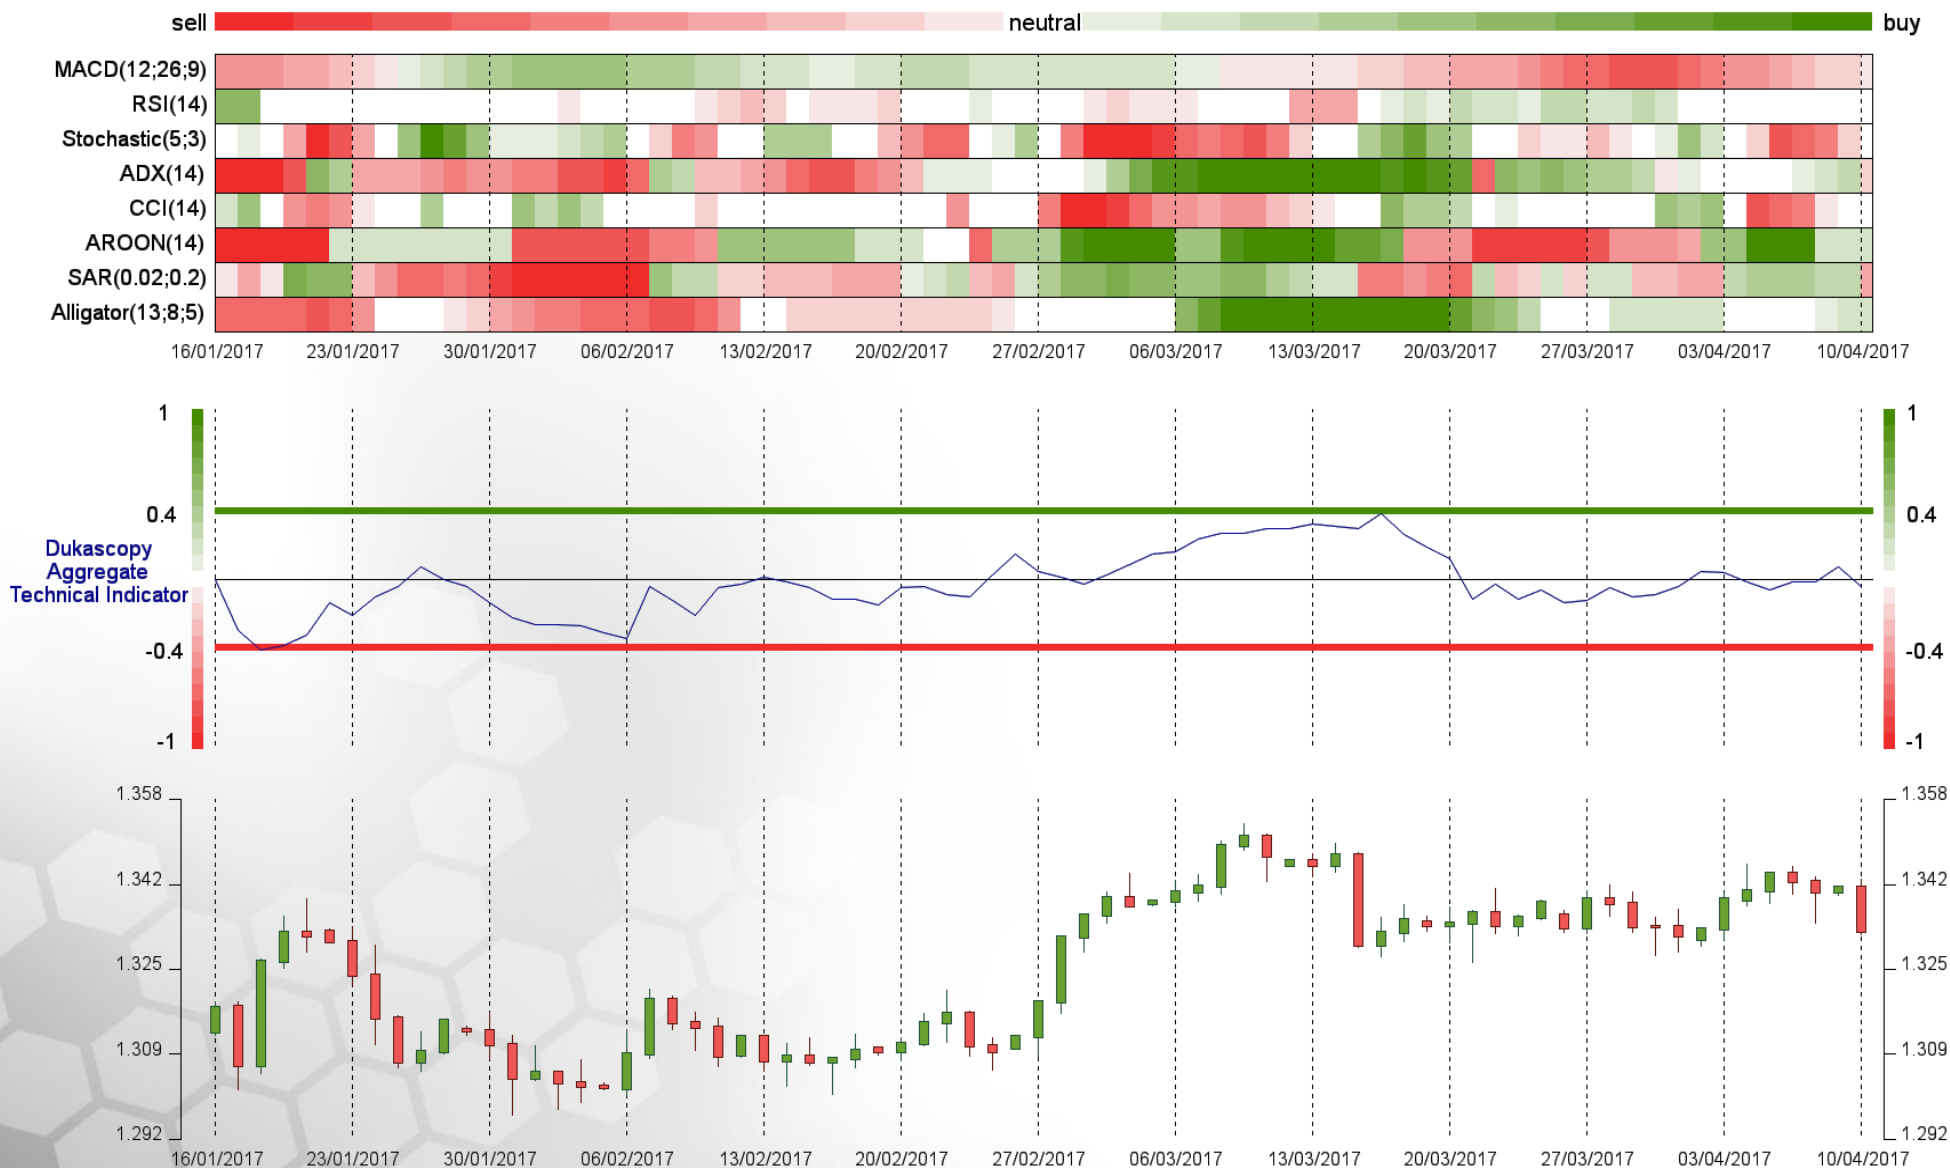 sell neutral buy
MACD(12;26;9)
RSI(14)
Stochastic(5;3)
ADX(14)
CCI(14)
AROON(14)
SAR(0.02;0.2)
Alligator(13;8;5)
16/01/2017 23/01/2017 30/01/2017 06/02/2017 13/02/2017 20/02/2017 27/02/2017 06/03/2017 13/03/2017 20/03/2017 27/03/2017 03/04/2017 10/04/2017
1 1
0.4 0.4
Dukascopy
Aggregate
Technical Indicator
-0.4 -0.4
-1 -1
1.358 1.358
1.342 1.342
1.325 1.325
1.309 1.309
1.292 1.292
16/01/2017 23/01/2017 30/01/2017 06/02/2017 13/02/2017 20/02/2017 27/02/2017 06/03/2017 13/03/2017 20/03/2017 27/03/2017 03/04/2017 10/04/2017